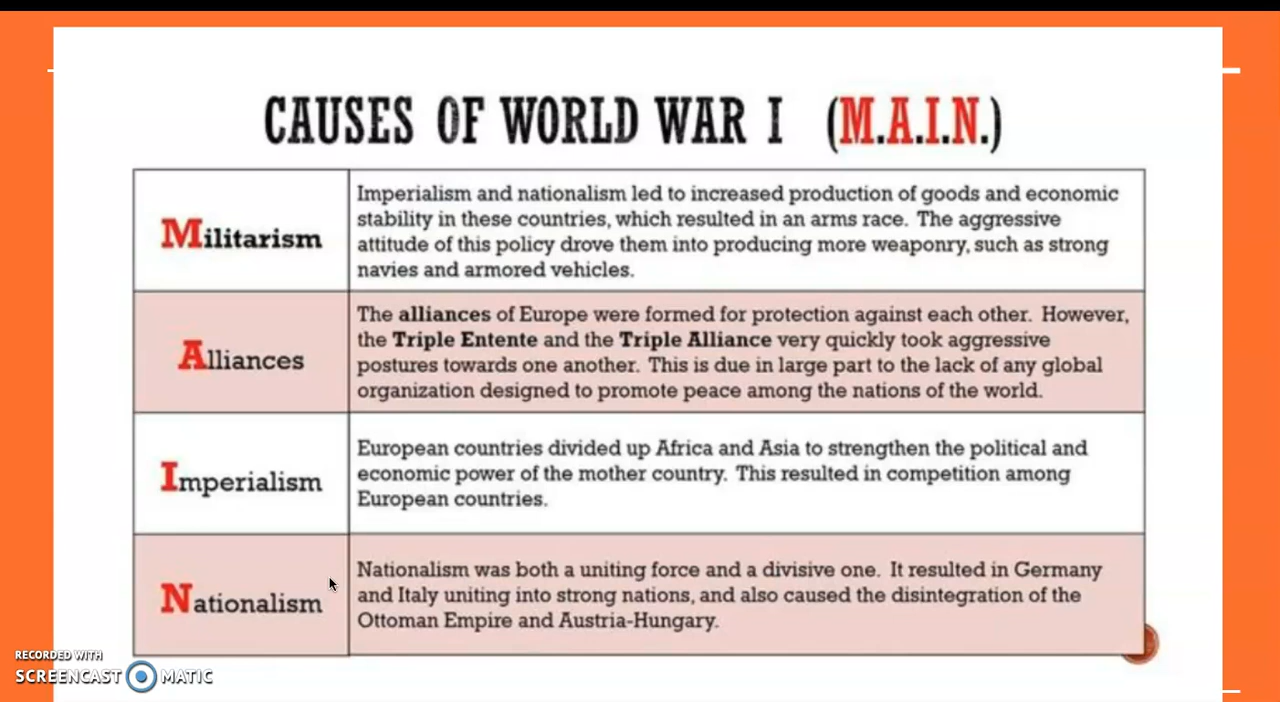 CAUSES OF WORLD WAR I (M.A.I.N.)
Militarism
Imperialism and nationalism led to increased production of goods and economic
stability in these countries, which resulted in an arms race. The aggressive
attitude of this policy drove them into producing more weaponry, such as strong
navies and armored vehicles.
Alliances
The alliances of Europe were formed for protection against each other. However,
the Triple Entente and the Triple Alliance very quickly took aggressive
postures towards one another. This is due in large part to the lack of any global
organization designed to promote peace among the nations of the world.
Imperialism
European countries divided up Africa and Asia to strengthen the political and
economic power of the mother country. This resulted in competition among
European countries.
Nationalism
Nationalism was both a uniting force and a divisive one. It resulted in Germany
and Italy uniting into strong nations, and also caused the disintegration of the
Ottoman Empire and Austria-Hungary.
RECORDED WITH
SCREENCAST MATIC